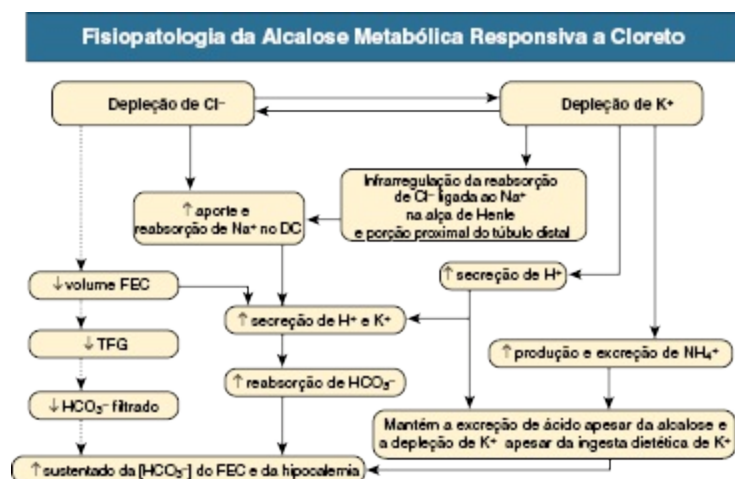 Fisiopatologia da Alcalose Metabólica Responsiva a Cloreto
Depleção de Cl⁻
Depleção de K⁺
Infrarregulação da reabsorção
de Cl⁻ ligada ao Na⁺
na alça de Henle
e porção proximal do túbulo distal
↑ aporte e
reabsorção de Na⁺ no DC
↑ secreção de H⁺
↓ volume FEC
↑ secreção de H⁺ e K⁺
↓ TFG
↑ produção e excreção de NH₄⁺
↑ reabsorção de HCO₃⁻
↓ HCO₃⁻ filtrado
Mantém a excreção de ácido apesar da alcalose e
a depleção de K⁺ apesar da ingesta dietética de K⁺
↑ sustentado da [HCO₃⁻] do FEC e da hipocalemia